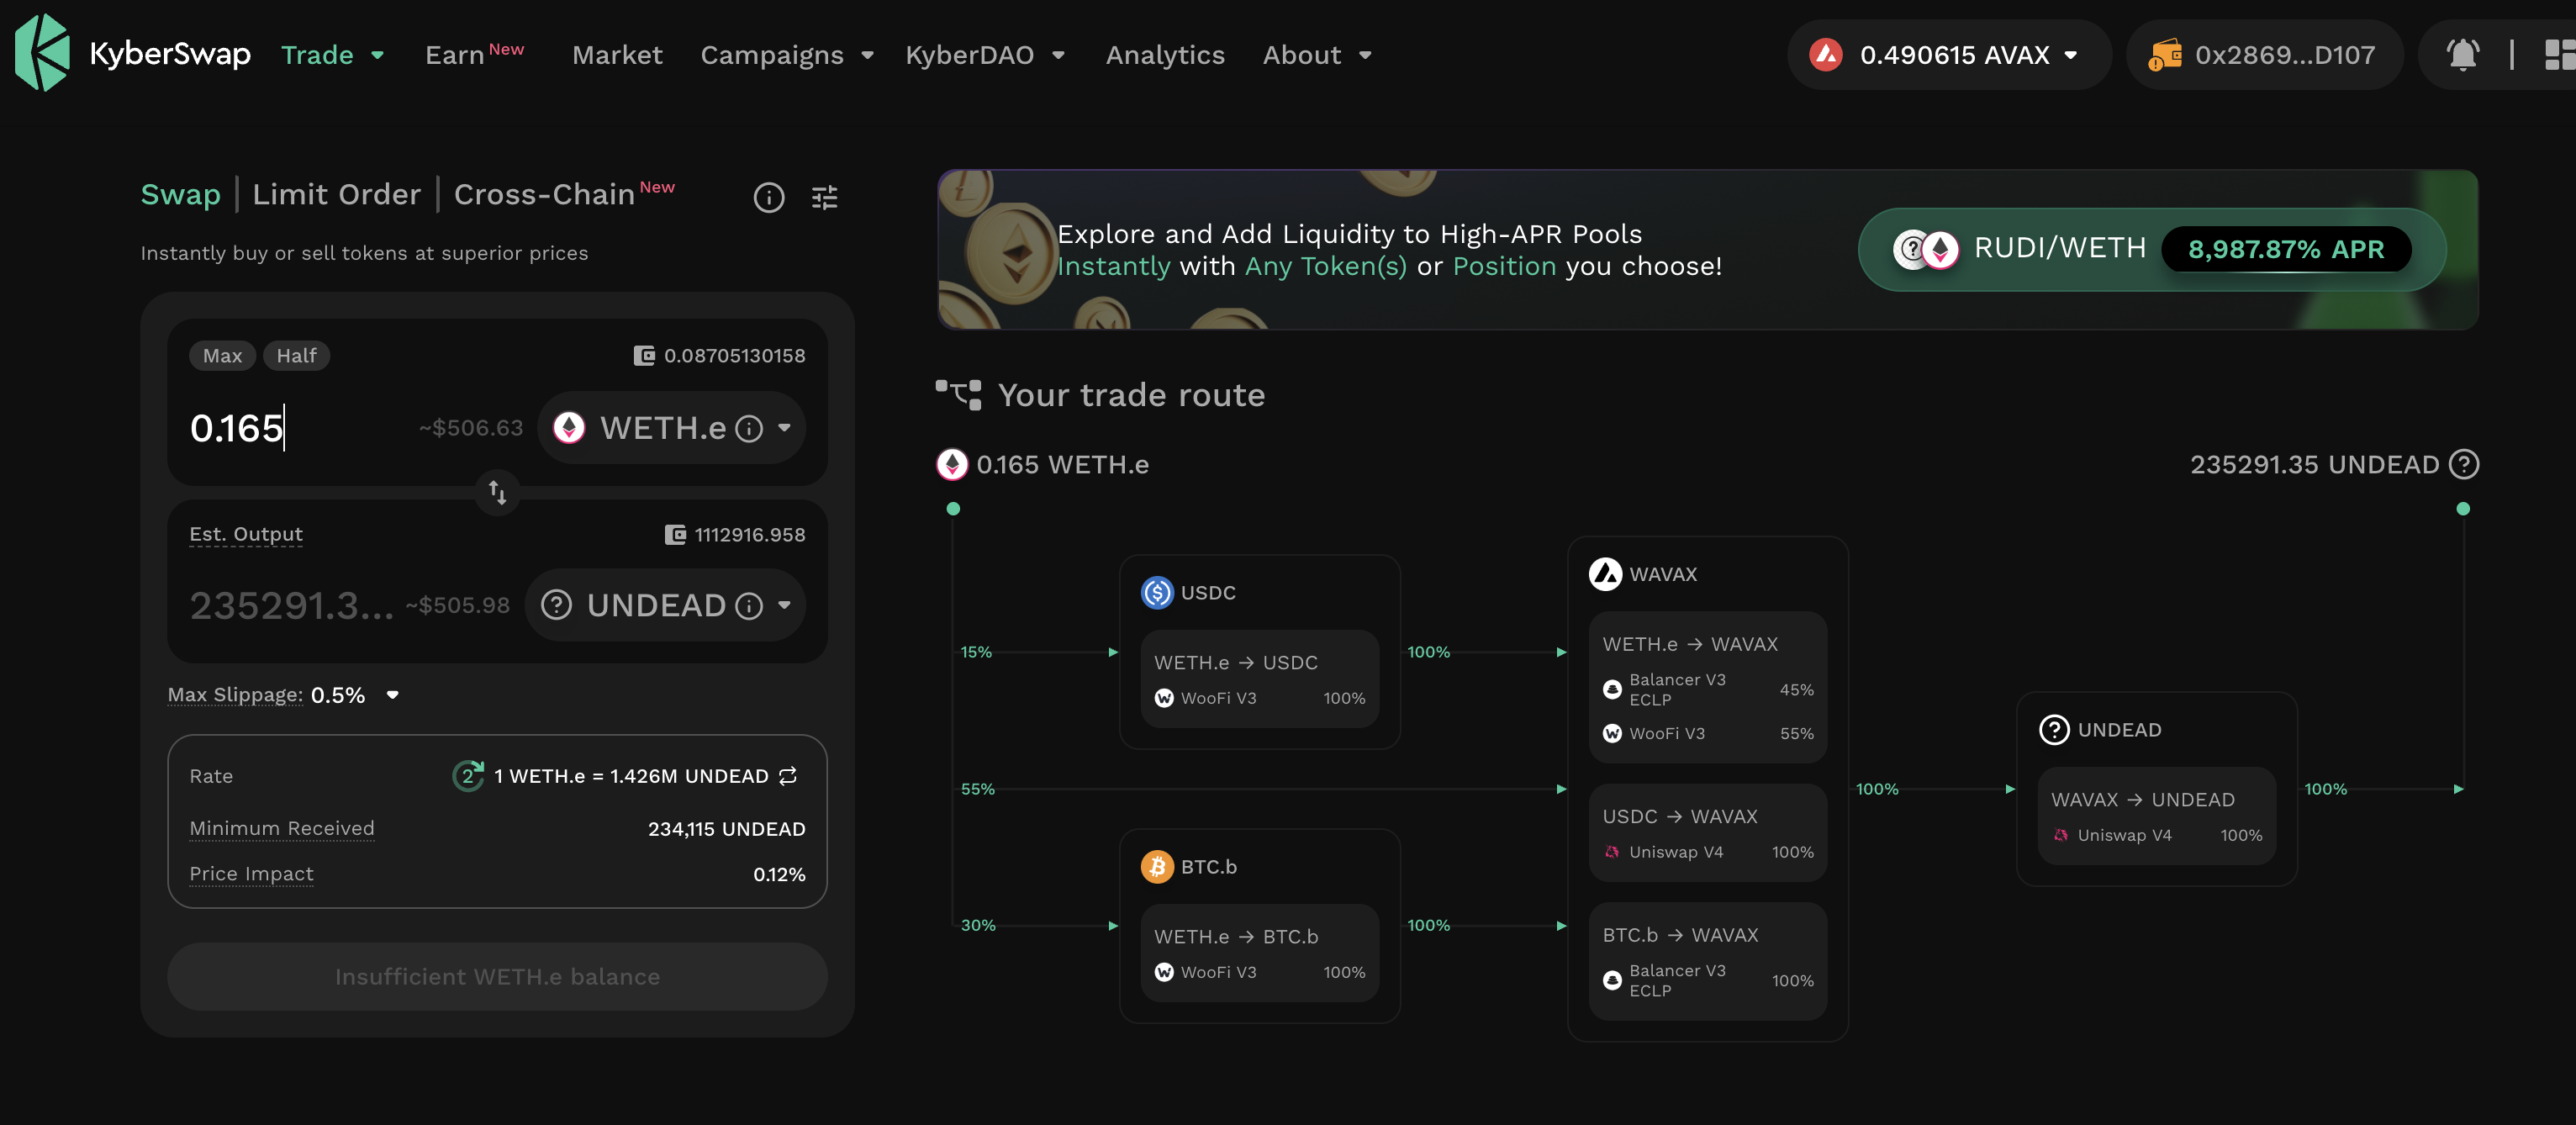 KyberSwap Trade Earn New Market Campaigns KyberDAO Analytics About 0.490615 AVAX 0x2869...D107
Swap | Limit Order | Cross-Chain New
Instantly buy or sell tokens at superior prices
Max Half 0.08705130158
0.165 ~$506.63 WETH.e
Est. Output 1112916.958
235291.3... ~$505.98 UNDEAD
Max Slippage: 0.5%
Rate 2 1 WETH.e = 1.426M UNDEAD
Minimum Received 234,115 UNDEAD
Price Impact 0.12%
Insufficient WETH.e balance
Explore and Add Liquidity to High-APR Pools
Instantly with Any Token(s) or Position you choose!
RUDI/WETH 8,987.87% APR
Your trade route
0.165 WETH.e 235291.35 UNDEAD
15%
55%
30%
USDC
WETH.e → USDC
WooFi V3 100%
100%
BTC.b
WETH.e → BTC.b
WooFi V3 100%
100%
WAVAX
WETH.e → WAVAX
Balancer V3
ECLP
45%
WooFi V3 55%
USDC → WAVAX
Uniswap V4 100%
BTC.b → WAVAX
Balancer V3
ECLP
100%
100%
UNDEAD
WAVAX → UNDEAD
Uniswap V4 100%
100%